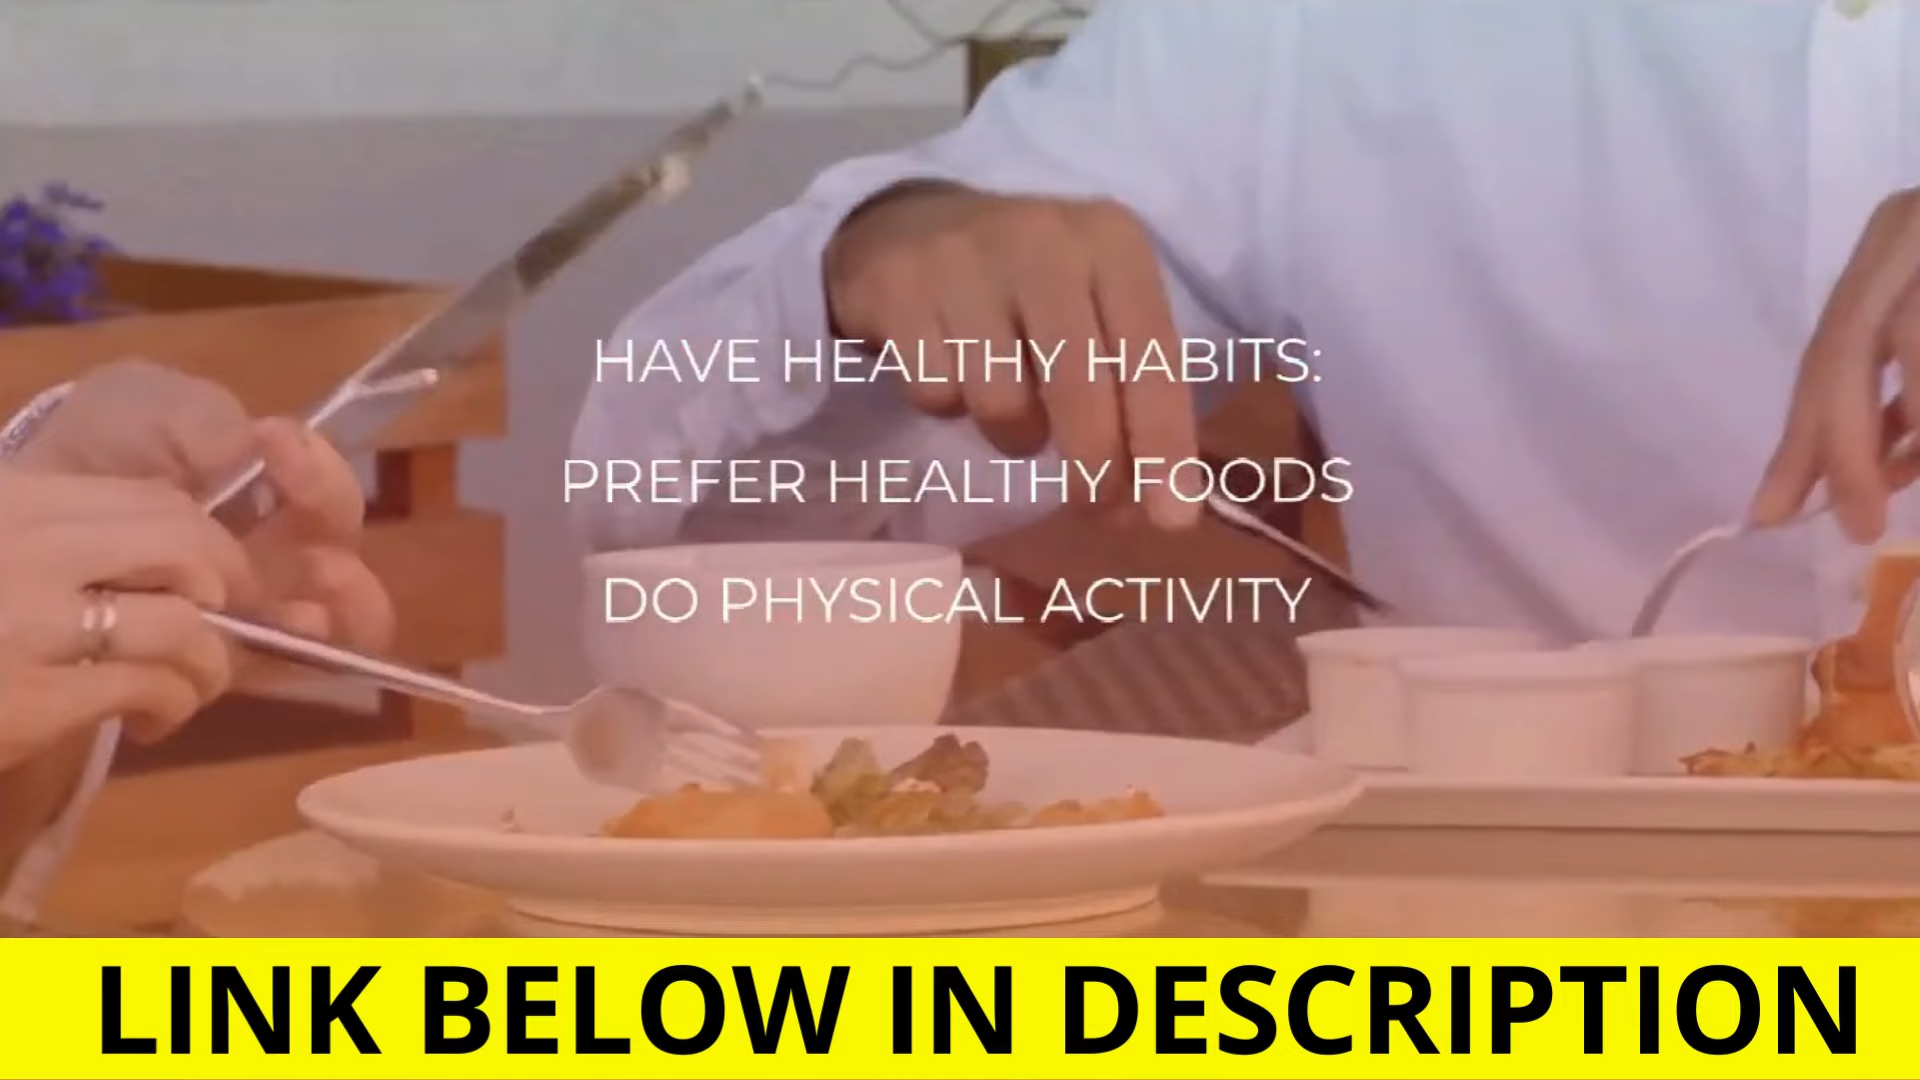 HAVE HEALTHY HABITS:
PREFER HEALTHY FOODS
DO PHYSICAL ACTIVITY
LINK BELOW IN DESCRIPTION